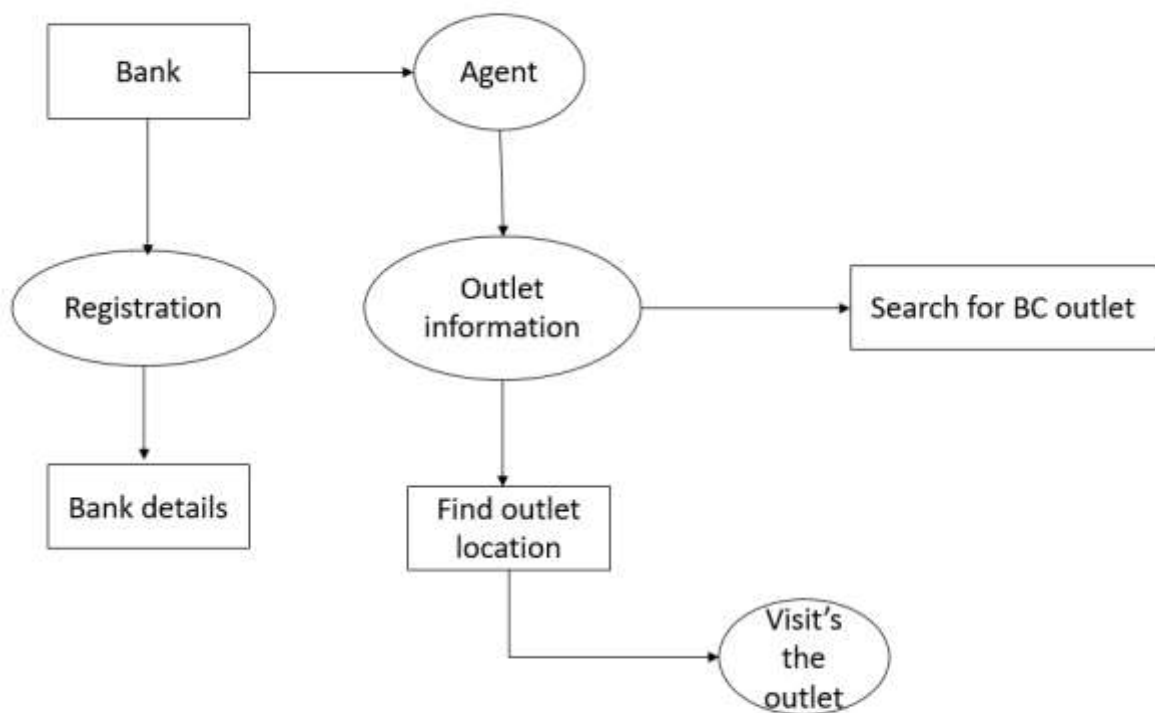 Bank
Agent
Registration
Outlet
information
Search for BC outlet
Bank details
Find outlet
location
Visit’s
the
outlet